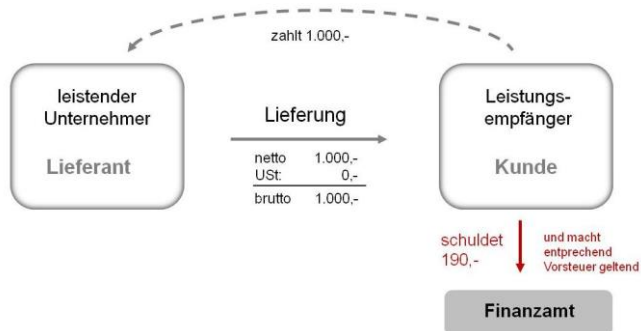 zahlt 1.000,-
leistender
Unternehmer
Lieferant
Lieferung
netto 1.000,-
USt: 0,-
brutto 1.000,-
Leistungs-
empfänger
Kunde
schuldet
190,-
und macht
entprechend
Vorsteuer geltend
Finanzamt